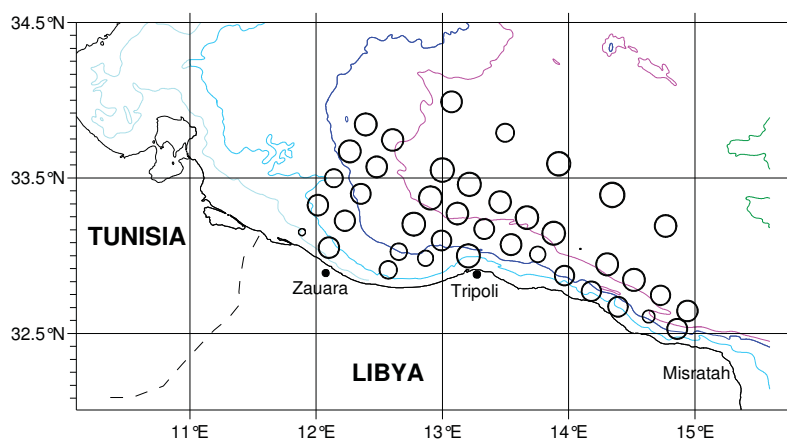 34.5°N
33.5°N
TUNISIA
Zauara
Tripoli
32.5°N
LIBYA
Misratah
11°E 12°E 13°E 14°E 15°E